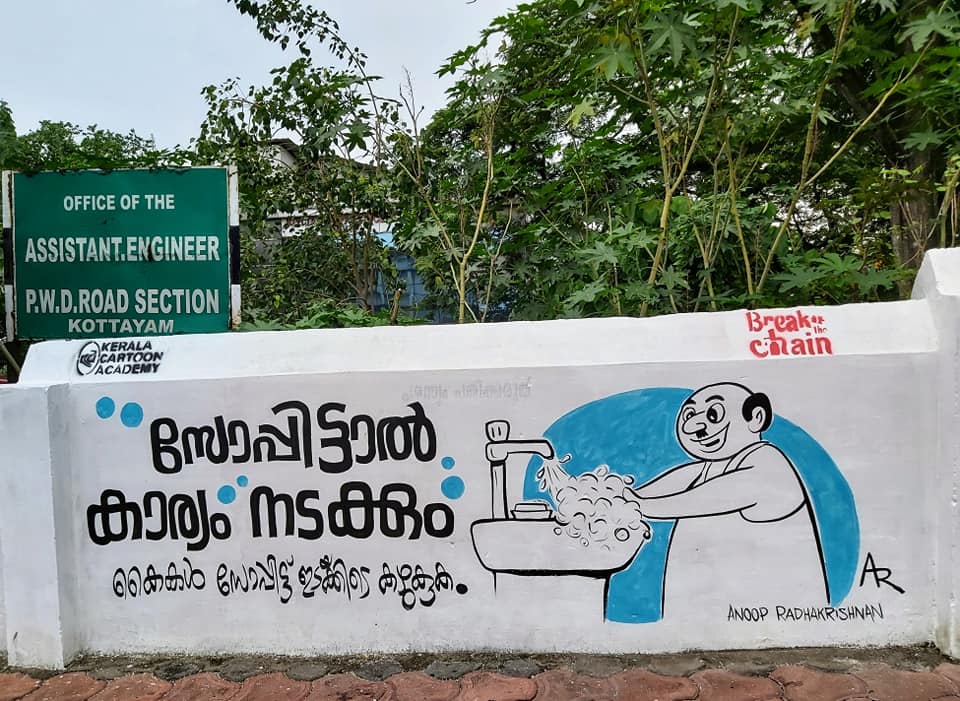 OFFICE OF THE
ASSISTANT.ENGINEER
P.W.D.ROAD SECTION
KOTTAYAM
KERALA
CARTOON
ACADEMY
Break the
chain
സോപ്പിട്ടാൽ
കാര്യം നടക്കും
കൈകൾ സോപ്പിട്ട് ഇടക്കിടെ കഴുകുക.
AR
ANOOP RADHAKRISHNAN